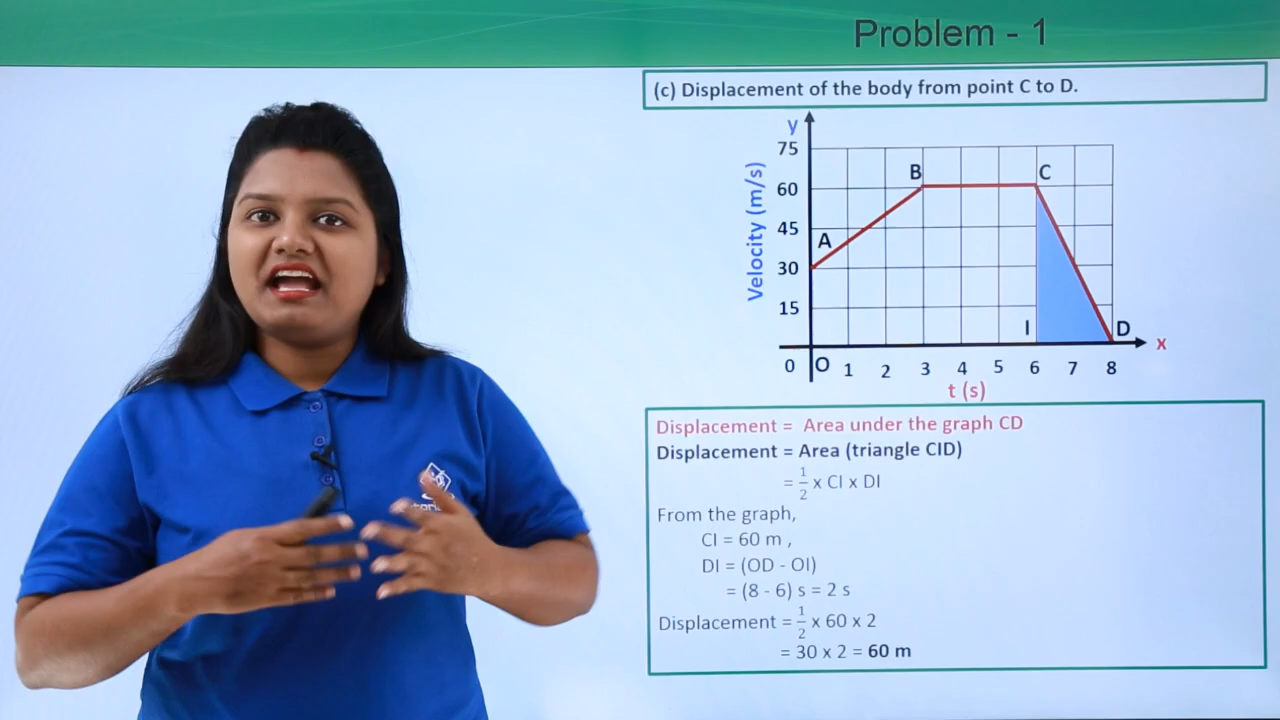 Problem - 1
(c) Displacement of the body from point C to D.
y
75
60
45
30
15
0
Velocity (m/s)
A
B
C
I
D
x
O 1 2 3 4 5 6 7 8
t (s)
Displacement = Area under the graph CD
Displacement = Area (triangle CID)
= 1/2 x CI x DI
From the graph,
CI = 60 m ,
DI = (OD - OI)
= (8 - 6) s = 2 s
Displacement = 1/2 x 60 x 2
= 30 x 2 = 60 m